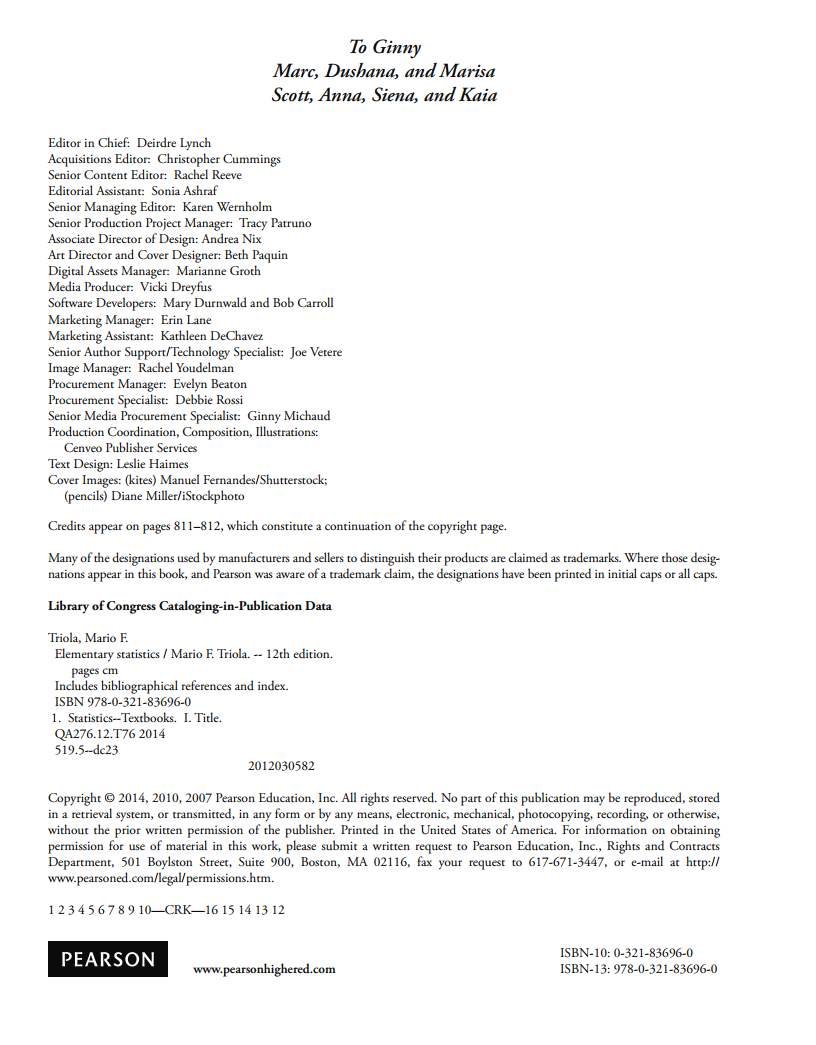 To Ginny
Marc, Dushana, and Marisa
Scott, Anna, Siena, and Kaia
Editor in Chief: Deirdre Lynch
Acquisitions Editor: Christopher Cummings
Senior Content Editor: Rachel Reeve
Editorial Assistant: Sonia Ashraf
Senior Managing Editor: Karen Wernholm
Senior Production Project Manager: Tracy Patruno
Associate Director of Design: Andrea Nix
Art Director and Cover Designer: Beth Paquin
Digital Assets Manager: Marianne Groth
Media Producer: Vicki Dreyfus
Software Developers: Mary Durnwald and Bob Carroll
Marketing Manager: Erin Lane
Marketing Assistant: Kathleen DeChavez
Senior Author Support/Technology Specialist: Joe Vetere
Image Manager: Rachel Youdelman
Procurement Manager: Evelyn Beaton
Procurement Specialist: Debbie Rossi
Senior Media Procurement Specialist: Ginny Michaud
Production Coordination, Composition, Illustrations:
Cenveo Publisher Services
Text Design: Leslie Haimes
Cover Images: (kites) Manuel Fernandes/Shutterstock;
(pencils) Diane Miller/iStockphoto
Credits appear on pages 811–812, which constitute a continuation of the copyright page.
Many of the designations used by manufacturers and sellers to distinguish their products are claimed as trademarks. Where those desig-
nations appear in this book, and Pearson was aware of a trademark claim, the designations have been printed in initial caps or all caps.
Library of Congress Cataloging-in-Publication Data
Triola, Mario F.
Elementary statistics / Mario F. Triola. -- 12th edition.
pages cm
Includes bibliographical references and index.
ISBN 978-0-321-83696-0
1. Statistics--Textbooks. I. Title.
QA276.12.T76 2014
519.5--dc23
2012030582
Copyright © 2014, 2010, 2007 Pearson Education, Inc. All rights reserved. No part of this publication may be reproduced, stored
in a retrieval system, or transmitted, in any form or by any means, electronic, mechanical, photocopying, recording, or otherwise,
without the prior written permission of the publisher. Printed in the United States of America. For information on obtaining
permission for use of material in this work, please submit a written request to Pearson Education, Inc., Rights and Contracts
Department, 501 Boylston Street, Suite 900, Boston, MA 02116, fax your request to 617-671-3447, or e-mail at http://
www.pearsoned.com/legal/permissions.htm.
1 2 3 4 5 6 7 8 9 10—CRK—16 15 14 13 12
PEARSON
www.pearsonhighered.com
ISBN-10: 0-321-83696-0
ISBN-13: 978-0-321-83696-0